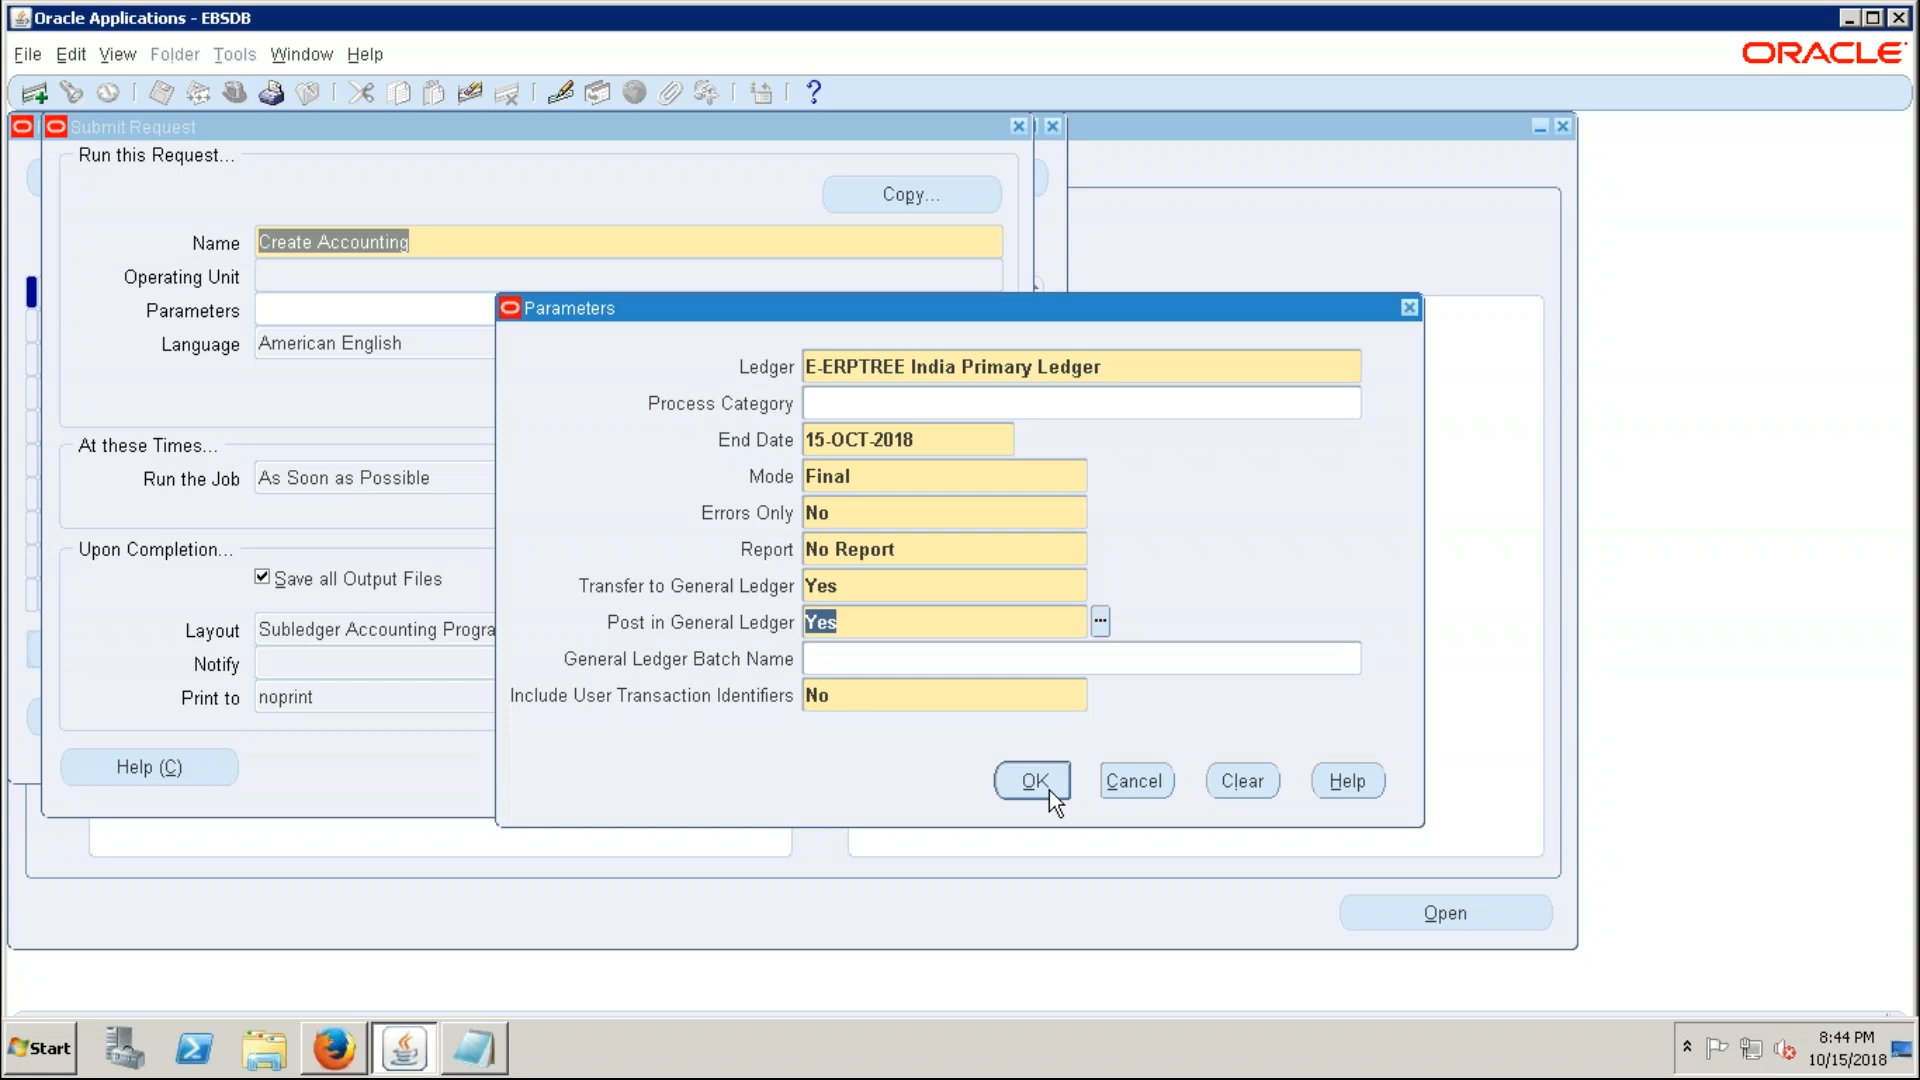 Oracle Applications - EBSDB
File Edit View Folder Tools Window Help
ORACLE
Submit Request
Run this Request...
Copy...
Name Create Accounting
Operating Unit
Parameters
Language American English
At these Times...
Run the Job As Soon as Possible
Upon Completion...
Save all Output Files
Layout Subledger Accounting Progra
Notify
Print to noprint
Help (C)
Parameters
Ledger E-ERPTREE India Primary Ledger
Process Category
End Date 15-OCT-2018
Mode Final
Errors Only No
Report No Report
Transfer to General Ledger Yes
Post in General Ledger Yes
General Ledger Batch Name
Include User Transaction Identifiers No
OK Cancel Clear Help
Open
Start
8:44 PM
10/15/2018